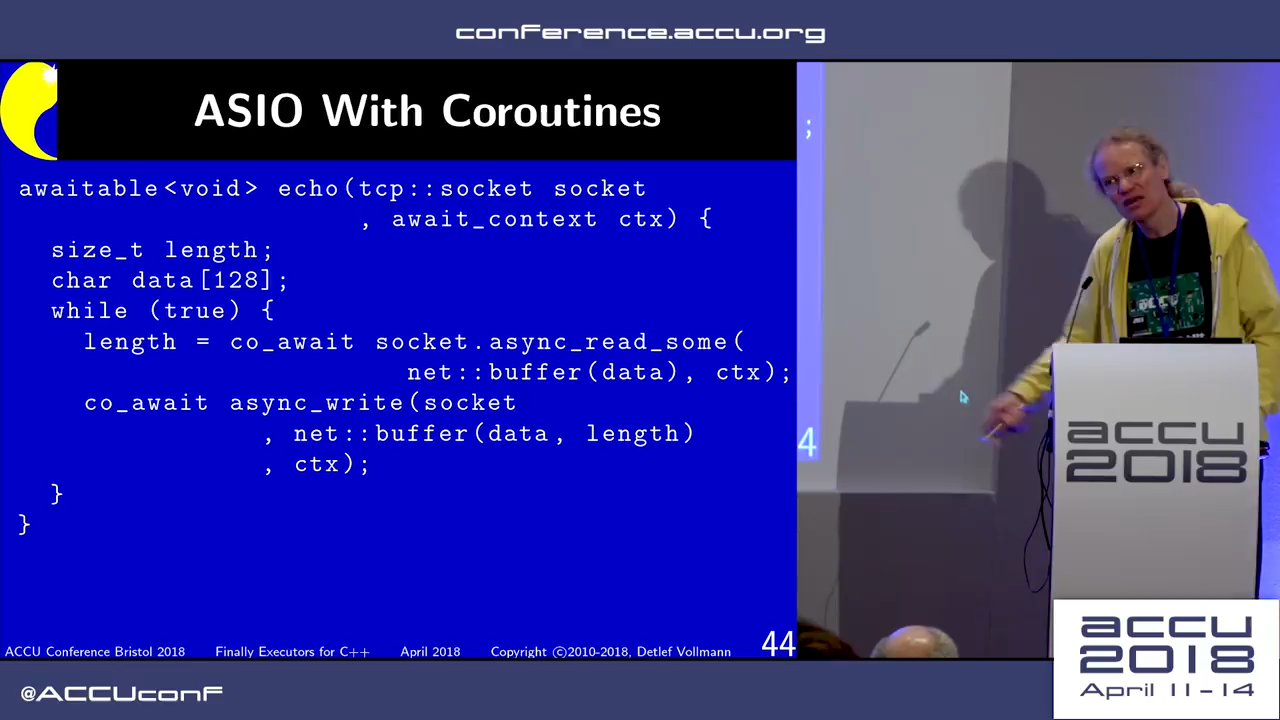 conference.accu.org
ASIO With Coroutines
awaitable<void> echo(tcp::socket socket
, await_context ctx) {
size_t length;
char data[128];
while (true) {
length = co_await socket.async_read_some(
net::buffer(data), ctx);
co_await async_write(socket
, net::buffer(data, length)
, ctx);
}
}
ACCU Conference Bristol 2018 Finally Executors for C++ April 2018 Copyright ©2010-2018, Detlef Vollmann 44
;
4
accu
2018
accu
2018
April 11-14
@ACCUconf